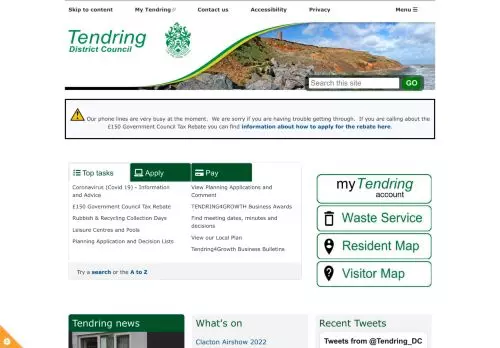 Skip to content
My Tendring
Contact us
Accessibility
Privacy
Menu ☰
Tendring
District Council
Search this site
GO
Our phone lines are very busy at the moment. We are sorry if you are having trouble getting through. If you are calling about the
£150 Government Council Tax Rebate you can find information about how to apply for the rebate here.
Top tasks
Apply
Pay
Coronavirus (Covid 19) - Information
and Advice
£150 Government Council Tax Rebate
Rubbish & Recycling Collection Days
Leisure Centres and Pools
Planning Application and Decision Lists
View Planning Applications and
Comment
TENDRING4GROWTH Business Awards
Find meeting dates, minutes and
decisions
View our Local Plan
Tendring4Growth Business Bulletins
Try a search or the A to Z
my Tendring
account
Waste Service
Resident Map
Visitor Map
Tendring news
What's on
Clacton Airshow 2022
Recent Tweets
Tweets from @Tendring_DC